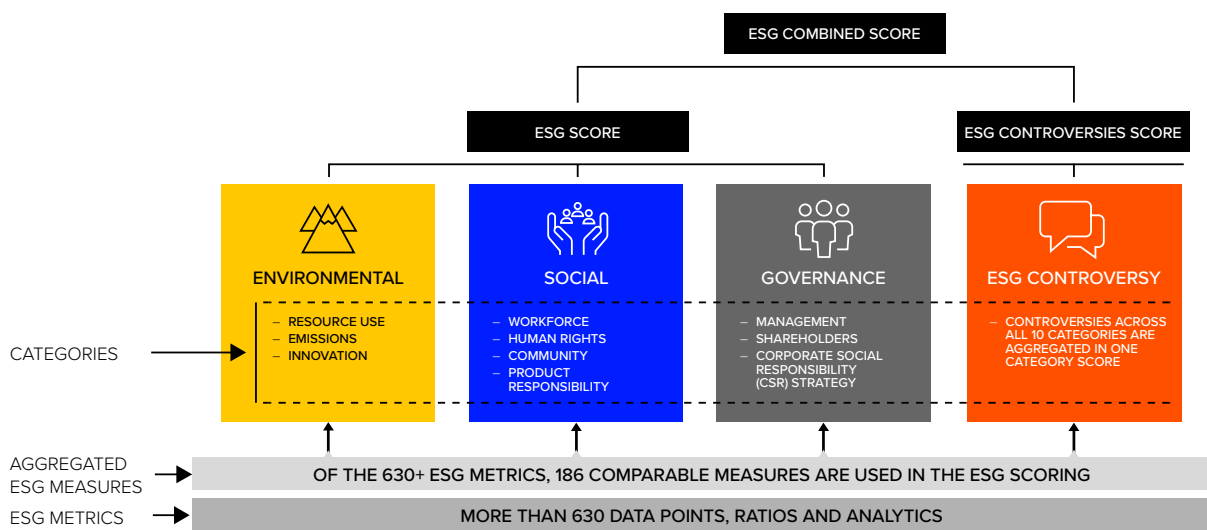 ESG COMBINED SCORE
ESG SCORE
ESG CONTROVERSIES SCORE
ENVIRONMENTAL
SOCIAL
GOVERNANCE
ESG CONTROVERSY
CATEGORIES
– RESOURCE USE
– EMISSIONS
– INNOVATION
– WORKFORCE
– HUMAN RIGHTS
– COMMUNITY
– PRODUCT
RESPONSIBILITY
– MANAGEMENT
– SHAREHOLDERS
– CORPORATE SOCIAL
RESPONSIBILITY
(CSR) STRATEGY
– CONTROVERSIES ACROSS
ALL 10 CATEGORIES ARE
AGGREGATED IN ONE
CATEGORY SCORE
AGGREGATED
ESG MEASURES
OF THE 630+ ESG METRICS, 186 COMPARABLE MEASURES ARE USED IN THE ESG SCORING
ESG METRICS
MORE THAN 630 DATA POINTS, RATIOS AND ANALYTICS